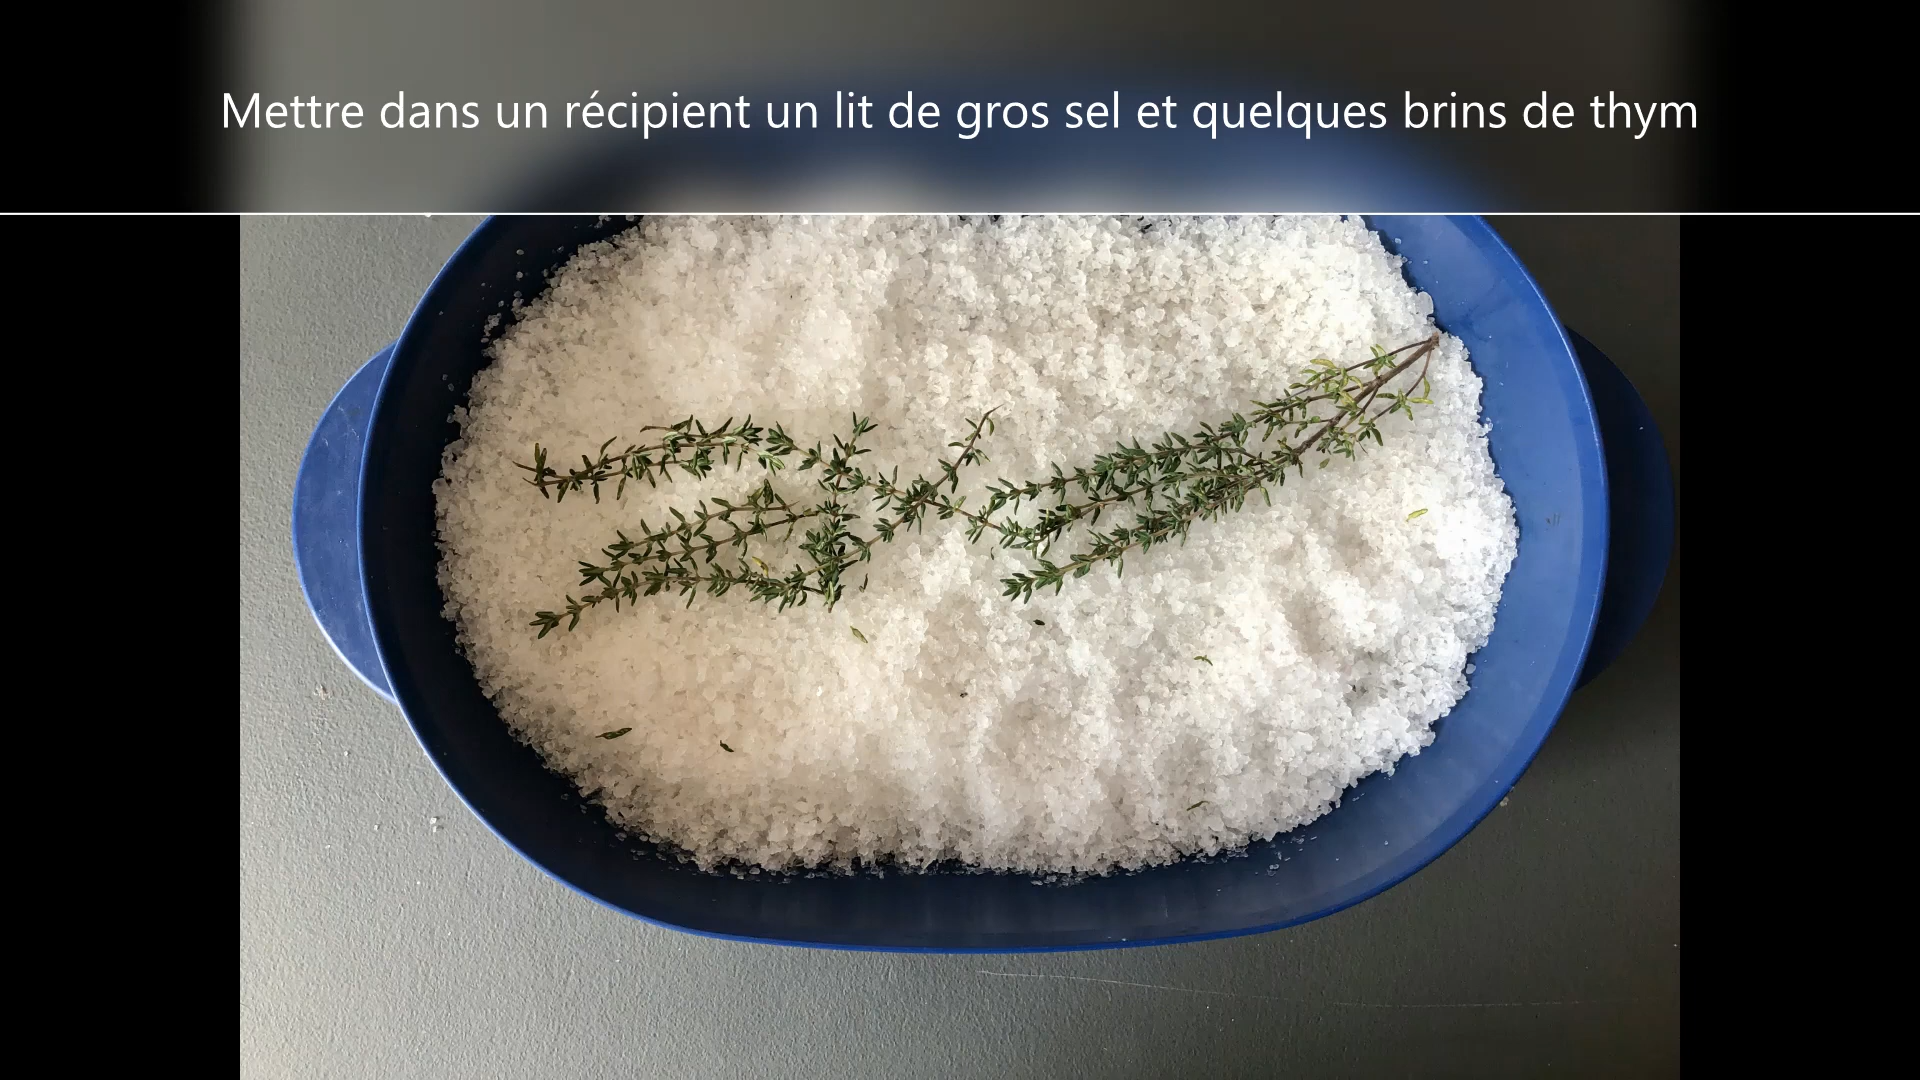 Mettre dans un récipient un lit de gros sel et quelques brins de thym